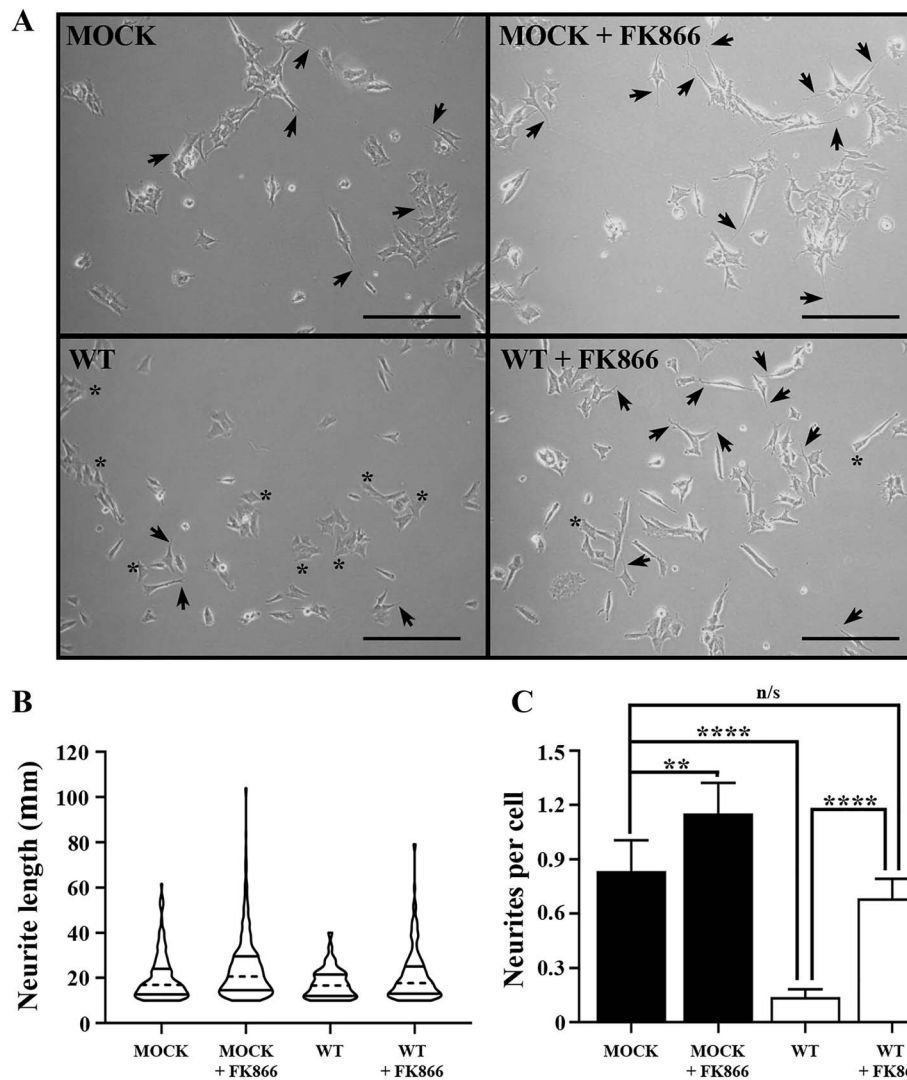 A
MOCK
MOCK + FK866
WT
* * * * * * * *
WT + FK866
* *
B
Neurite length (mm)
120
100
80
60
40
20
0
MOCK
MOCK
+ FK866
WT
WT
+ FK866
C
n/s
****
**
****
Neurites per cell
1.5
1.2
0.9
0.6
0.3
0
MOCK
MOCK
+ FK866
WT
WT
+ FK86